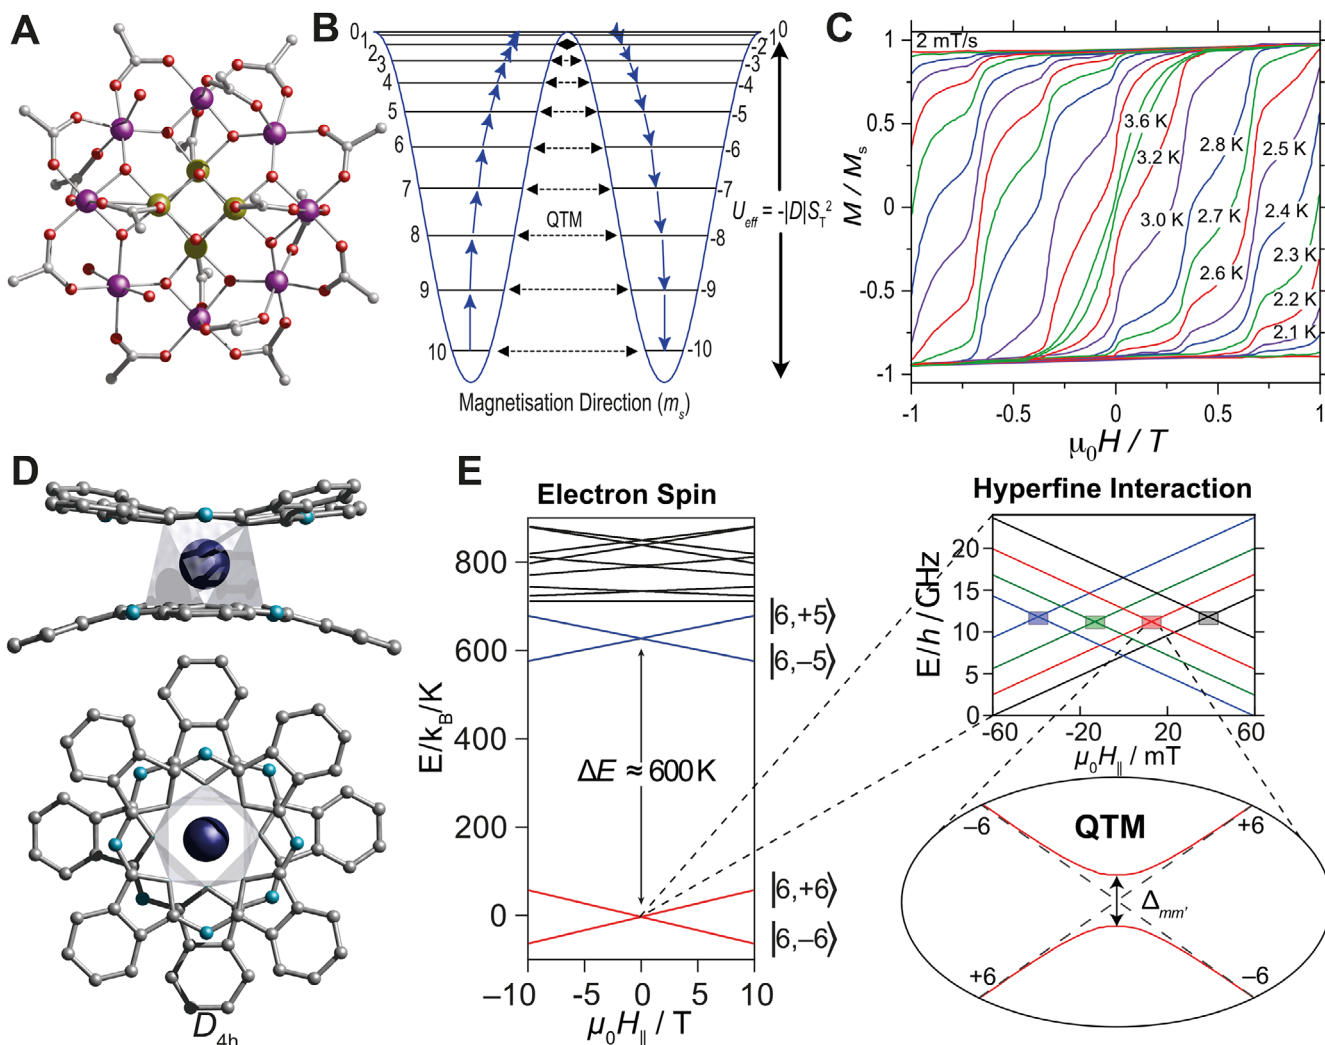 A
B
C
0
1
2
3
4
5
6
7
8
9
10
0
-1
-2
-3
-4
-5
-6
-7
-8
-9
-10
QTM
U_eff = -|D|S_T^2
Magnetisation Direction (m_s)
2 mT/s
M / M_s
1
0.5
0
-0.5
-1
3.6 K
3.2 K
3.0 K
2.8 K
2.7 K
2.6 K
2.5 K
2.4 K
2.3 K
2.2 K
2.1 K
-1
-0.5
0
0.5
1
μ₀H / T
D
D_4h
E
Electron Spin
E/k_B/K
800
600
400
200
0
ΔE ≈ 600 K
|6,+5⟩
|6,–5⟩
|6,+6⟩
|6,–6⟩
–10
–5
0
5
10
μ₀H_|| / T
Hyperfine Interaction
E/h /GHz
20
15
10
5
0
-60
-20
20
60
μ₀H_|| / mT
QTM
–6
+6
Δ_mm'
+6
–6